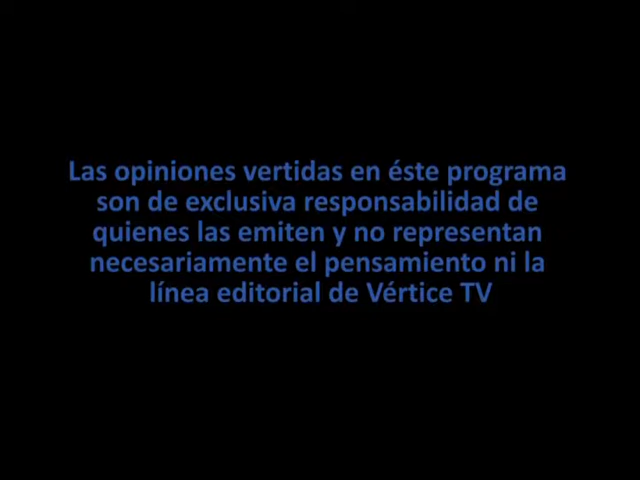 Las opiniones vertidas en éste programa
son de exclusiva responsabilidad de
quienes las emiten y no representan
necesariamente el pensamiento ni la
línea editorial de Vértice TV